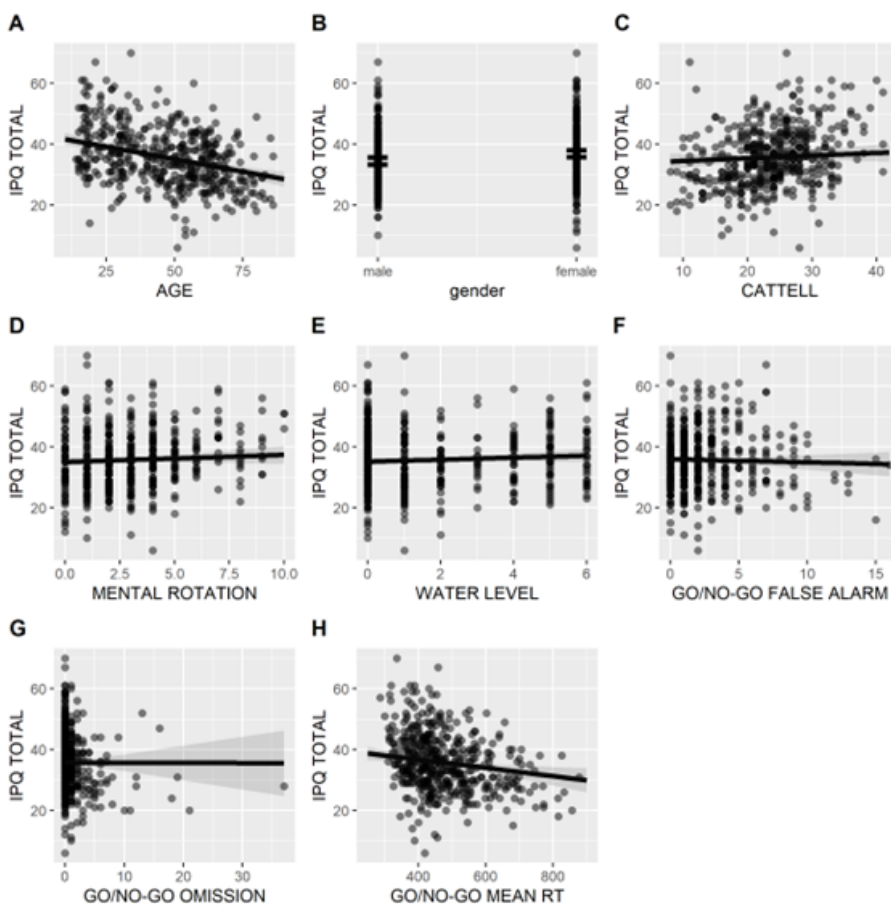 A
B
C
IPQ TOTAL
60
40
20
25
50
75
AGE
IPQ TOTAL
60
40
20
male
female
gender
IPQ TOTAL
60
40
20
10
20
30
40
CATTELL
D
E
F
IPQ TOTAL
60
40
20
0.0
2.5
5.0
7.5
10.0
MENTAL ROTATION
IPQ TOTAL
60
40
20
0
2
4
6
WATER LEVEL
IPQ TOTAL
60
40
20
0
5
10
15
GO/NO-GO FALSE ALARM
G
H
IPQ TOTAL
60
40
20
0
10
20
30
GO/NO-GO OMISSION
IPQ TOTAL
60
40
20
400
600
800
GO/NO-GO MEAN RT